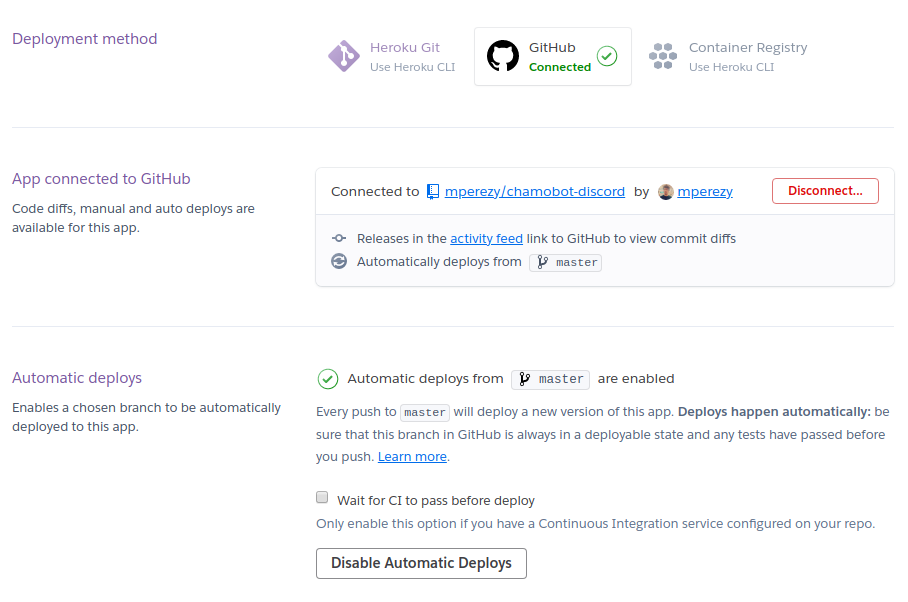 Deployment method
Heroku Git
Use Heroku CLI
GitHub
Connected
Container Registry
Use Heroku CLI
App connected to GitHub
Code diffs, manual and auto deploys are
available for this app.
Connected to mperezy/chamobot-discord by mperezy
Disconnect...
Releases in the activity feed link to GitHub to view commit diffs
Automatically deploys from master
Automatic deploys
Enables a chosen branch to be automatically
deployed to this app.
Automatic deploys from master are enabled
Every push to master will deploy a new version of this app. Deploys happen automatically: be
sure that this branch in GitHub is always in a deployable state and any tests have passed before
you push. Learn more.
Wait for CI to pass before deploy
Only enable this option if you have a Continuous Integration service configured on your repo.
Disable Automatic Deploys